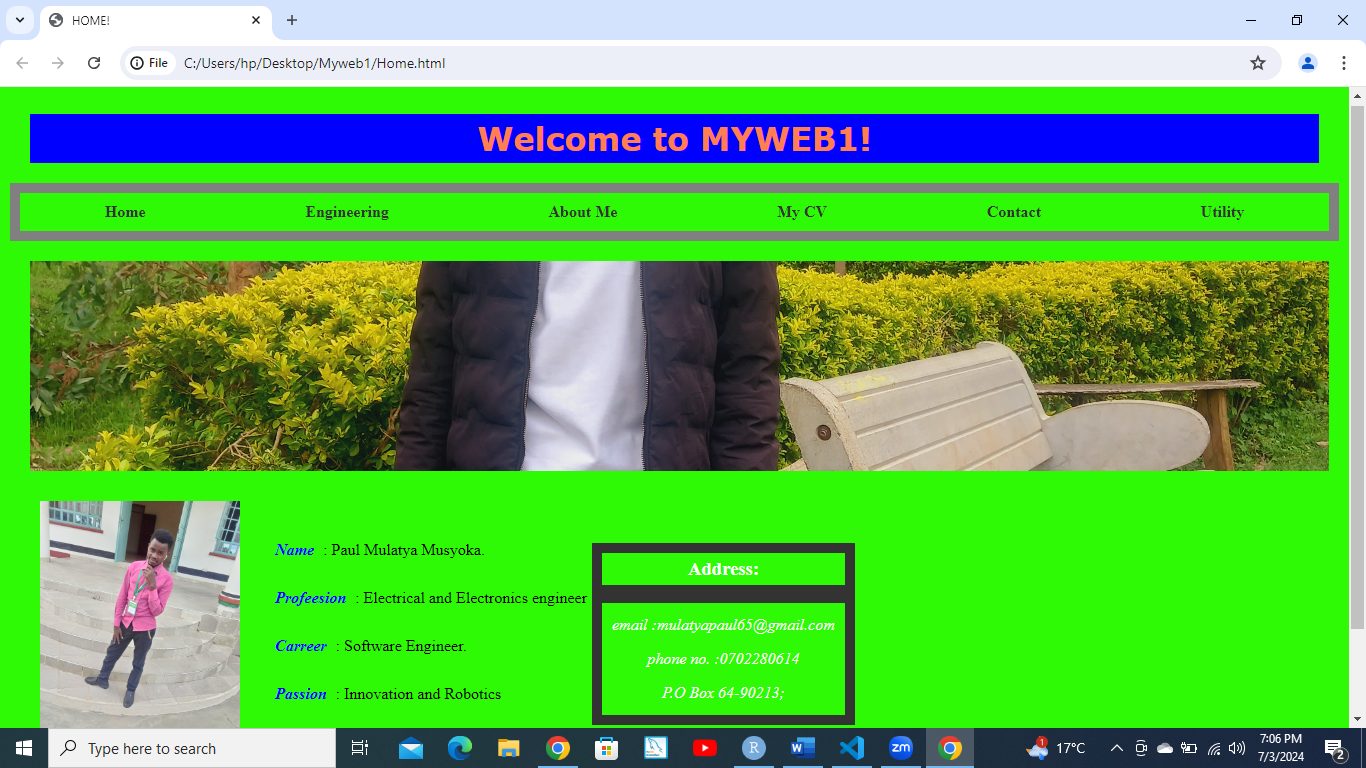 HOME!
File
C:/Users/hp/Desktop/Myweb1/Home.html
Welcome to MYWEB1!
Home Engineering About Me My CV Contact Utility
Name : Paul Mulatya Musyoka.
Profeesion : Electrical and Electronics engineer
Carreer : Software Engineer.
Passion : Innovation and Robotics
Address:
email :mulatyapaul65@gmail.com
phone no. :0702280614
P.O Box 64-90213;
Type here to search
R
W
zm
1
17°C
7:06 PM
7/3/2024
2